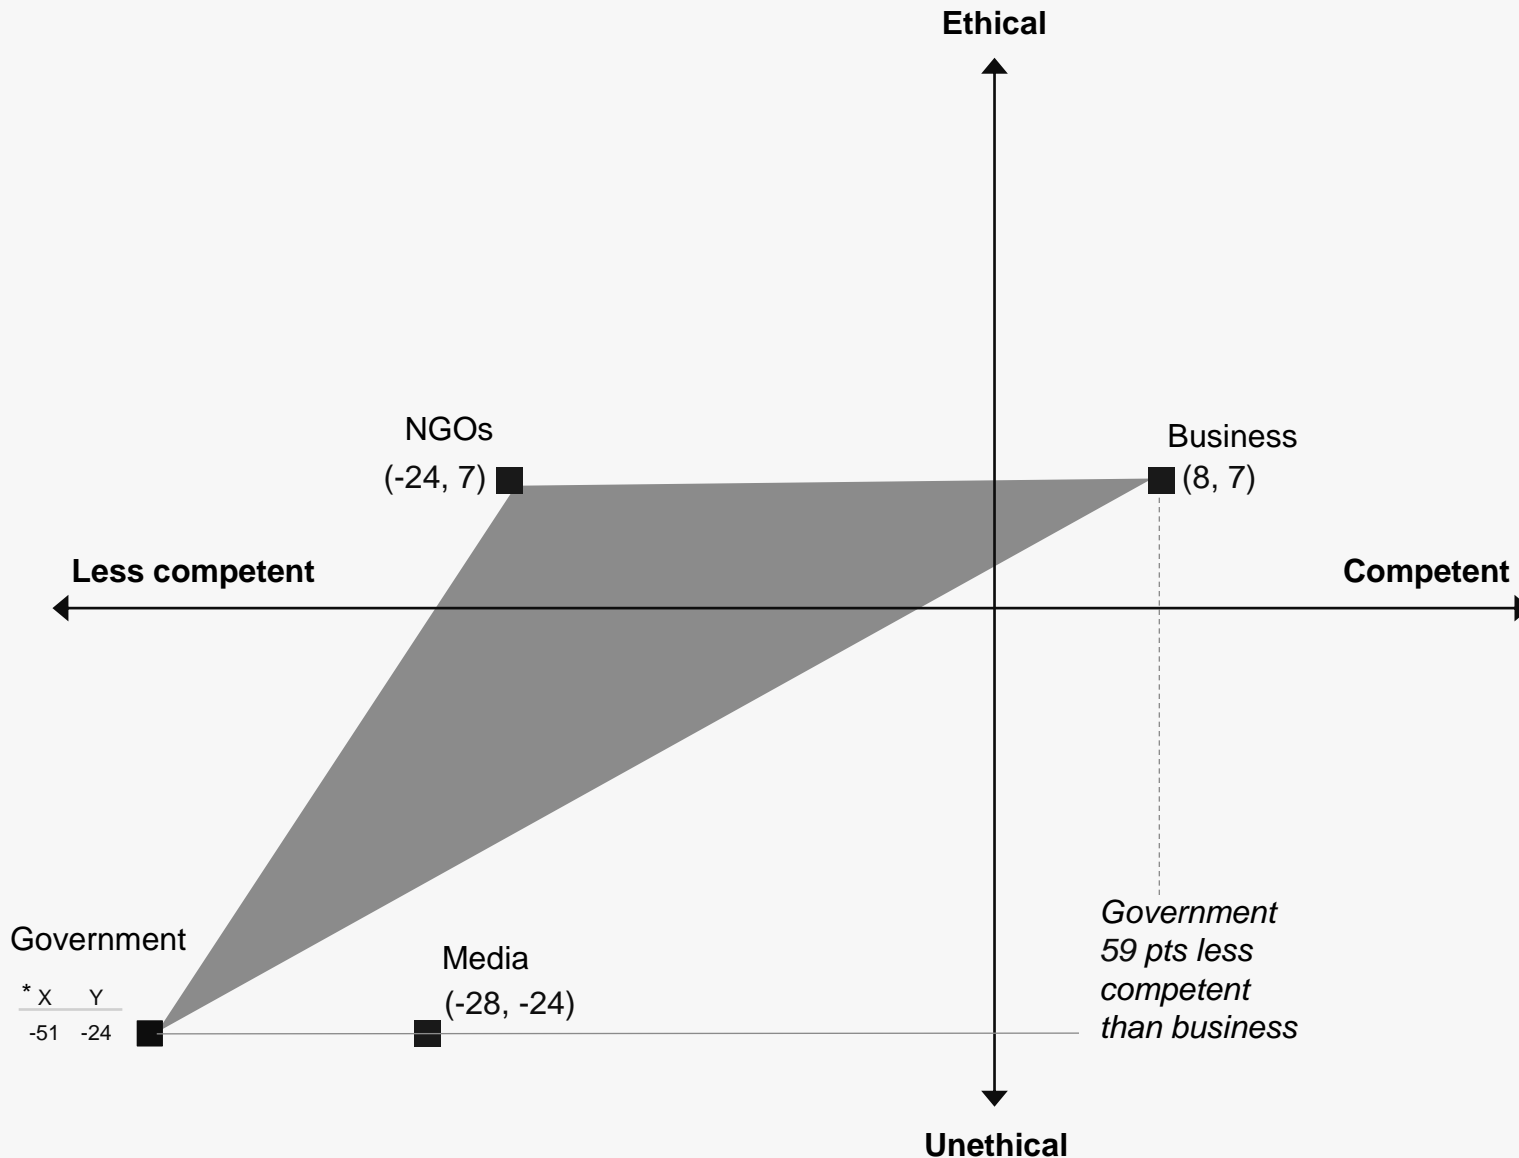 Ethical
NGOs
(-24, 7)
Business
(8, 7)
Less competent
Competent
Government
* X Y
-51 -24
Media
(-28, -24)
Government
59 pts less
competent
than business
Unethical